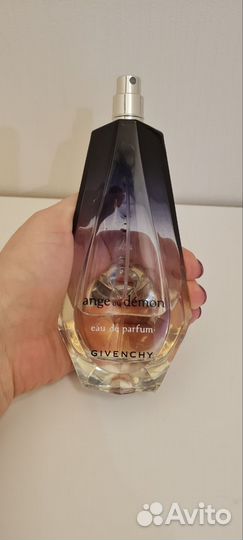 ange ou démon
eau de parfum
GIVENCHY
Avito